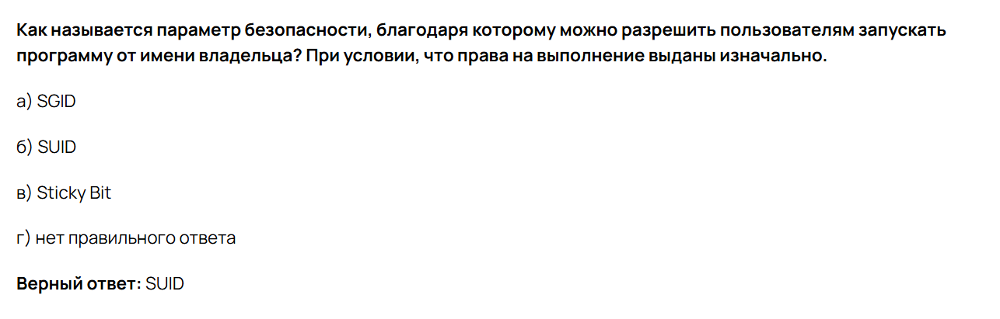 Как называется параметр безопасности, благодаря которому можно разрешить пользователям запускать
программу от имени владельца? При условии, что права на выполнение выданы изначально.
а) SGID
б) SUID
в) Sticky Bit
г) нет правильного ответа
Верный ответ: SUID